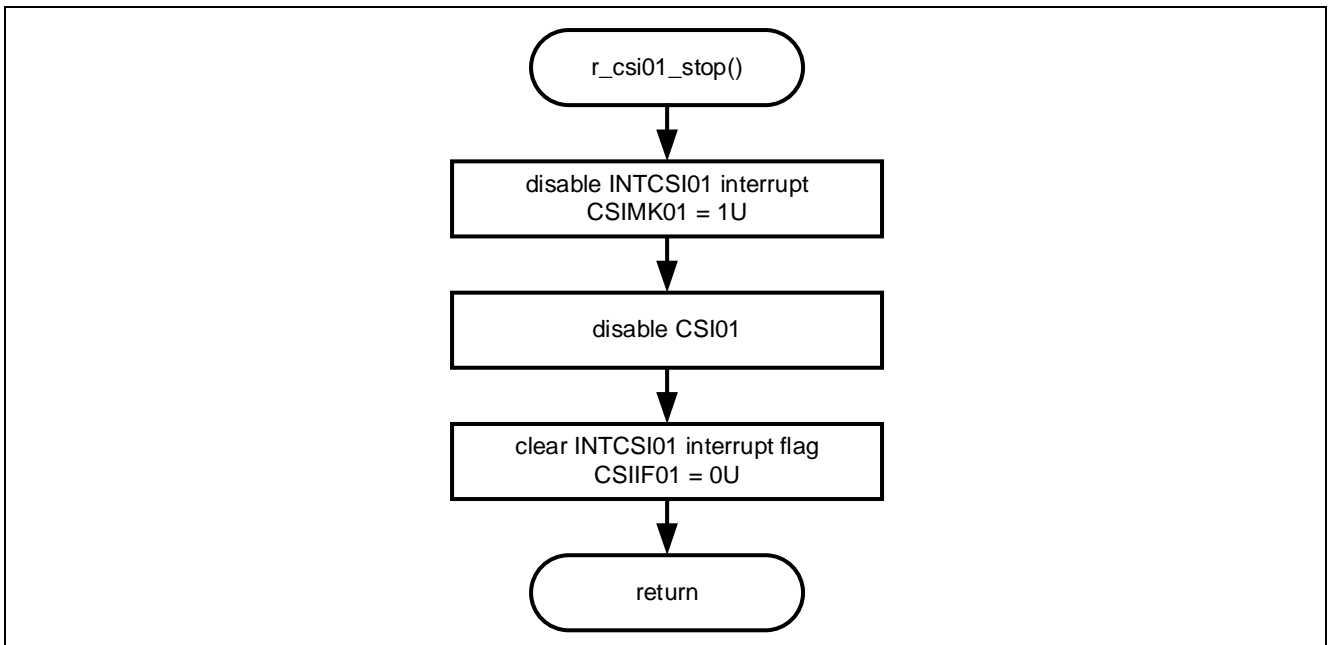 r_csi01_stop()
disable INTCSI01 interrupt
CSIMK01 = 1U
disable CSI01
clear INTCSI01 interrupt flag
CSIIF01 = 0U
return